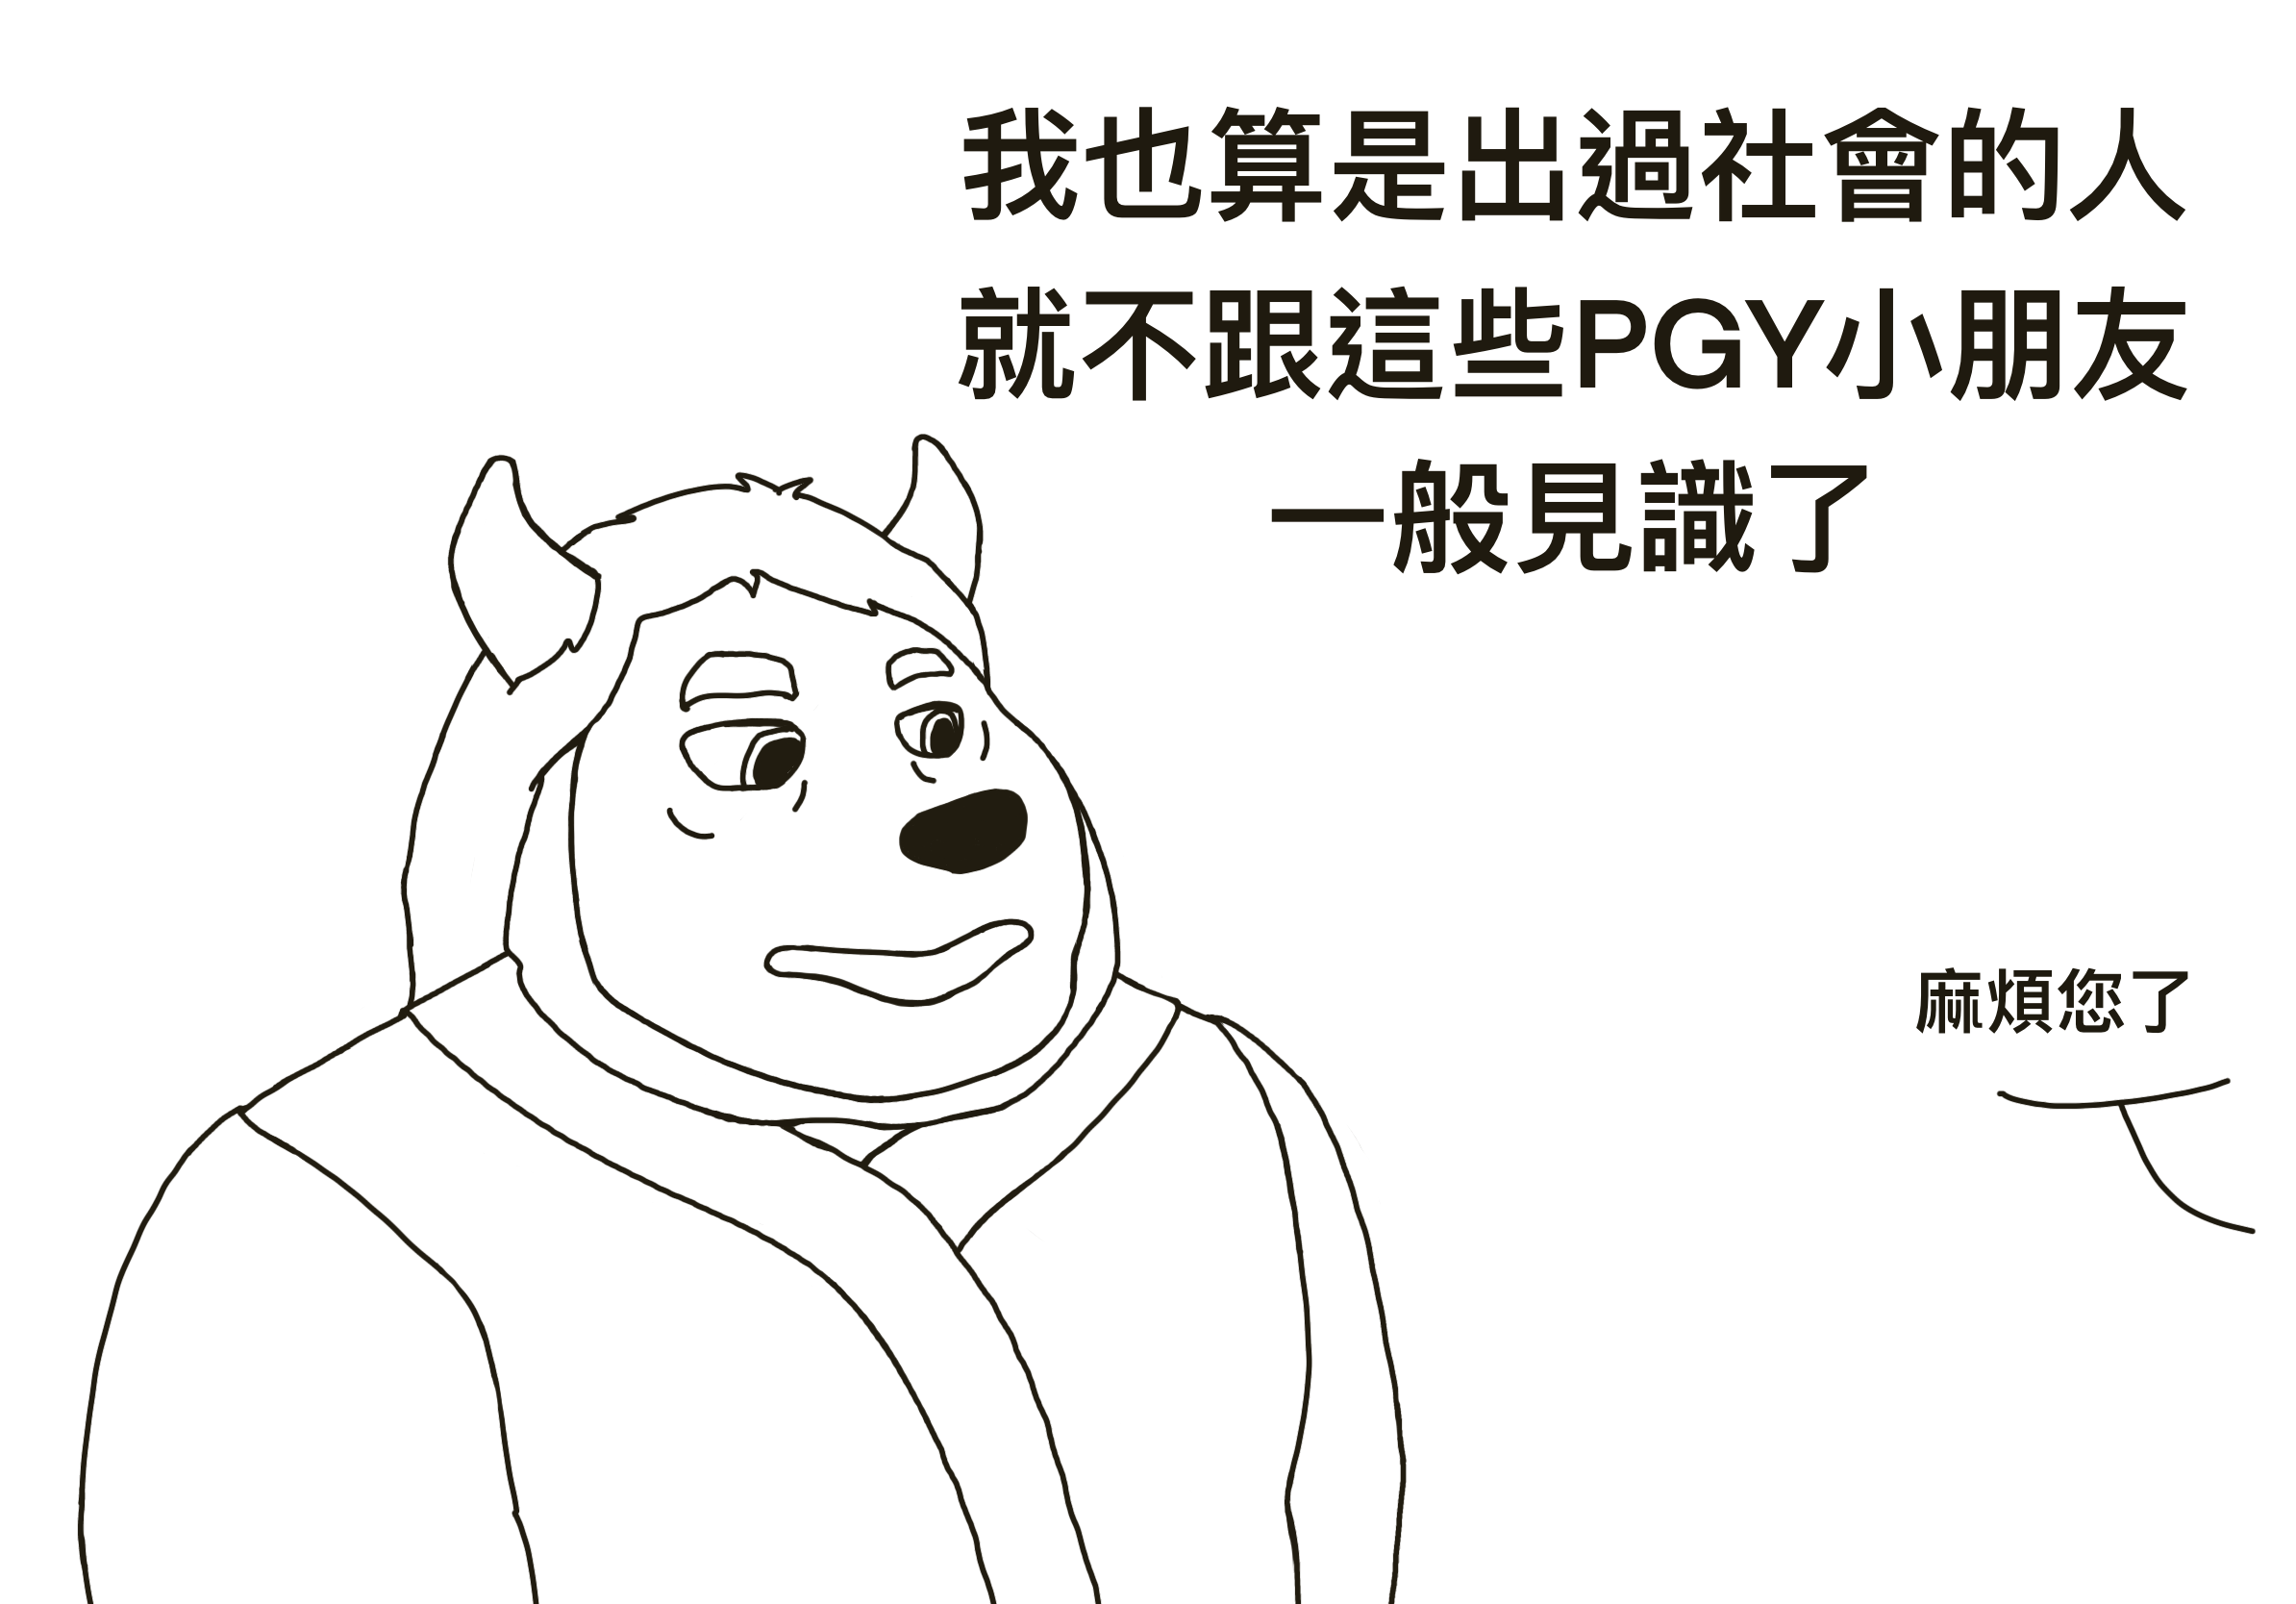 我也算是出過社會的人
就不跟這些PGY小朋友
一般見識了
麻煩您了